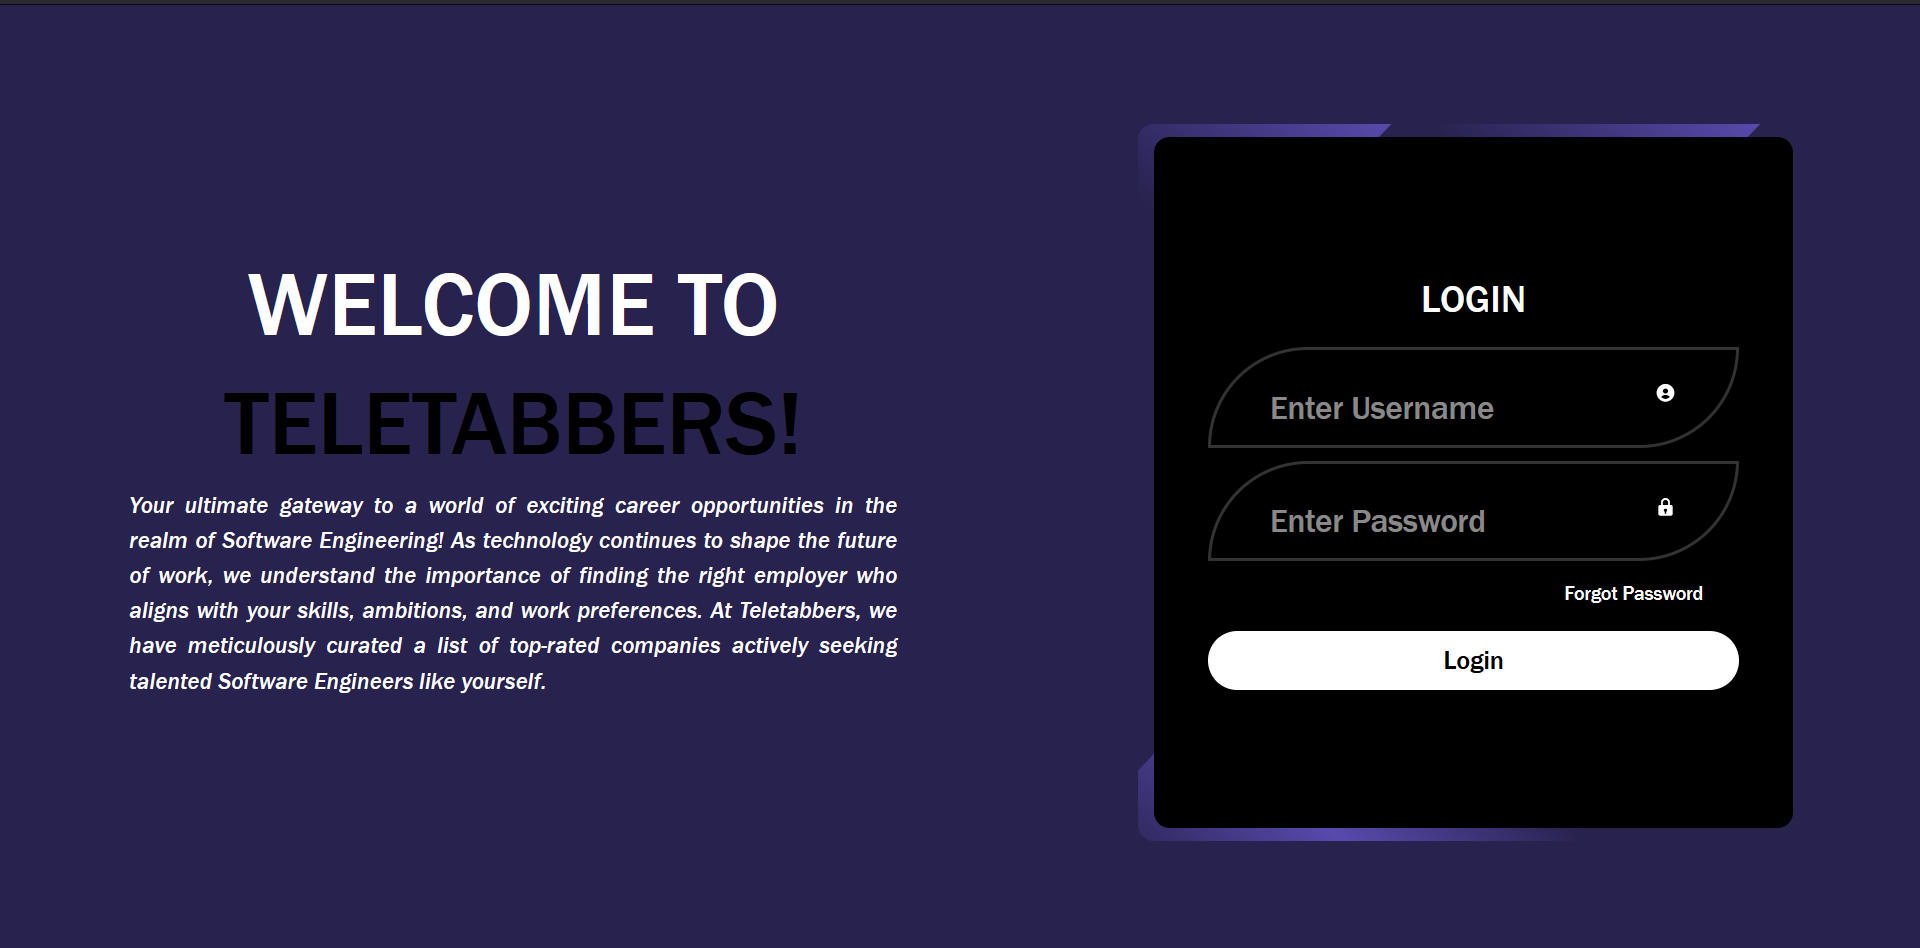 WELCOME TO
TELETABBERS!
Your ultimate gateway to a world of exciting career opportunities in the
realm of Software Engineering! As technology continues to shape the future
of work, we understand the importance of finding the right employer who
aligns with your skills, ambitions, and work preferences. At Teletabbers, we
have meticulously curated a list of top-rated companies actively seeking
talented Software Engineers like yourself.
LOGIN
Enter Username
Enter Password
Forgot Password
Login